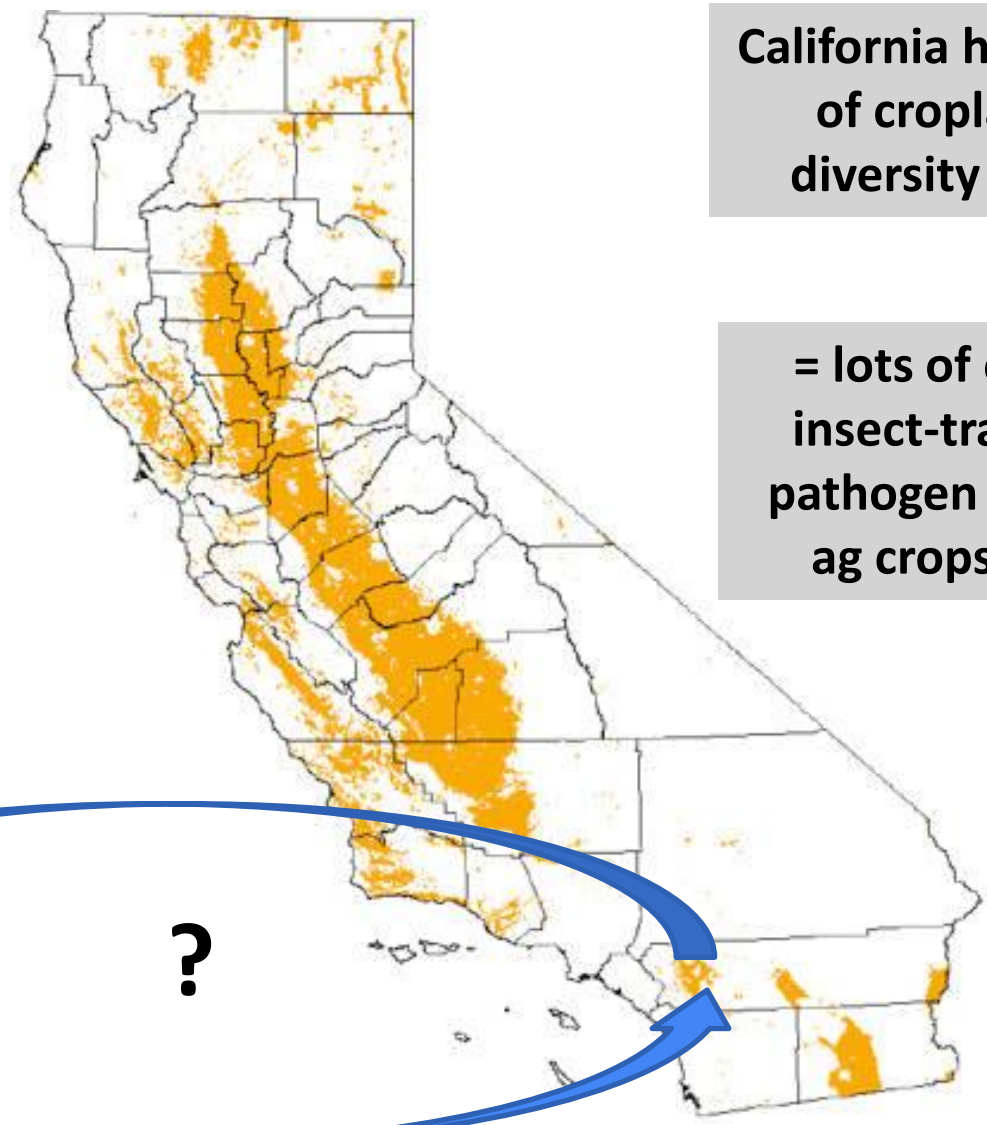 California h
of cropl
diversity
= lots of
insect-tra
pathogen
ag crops
?